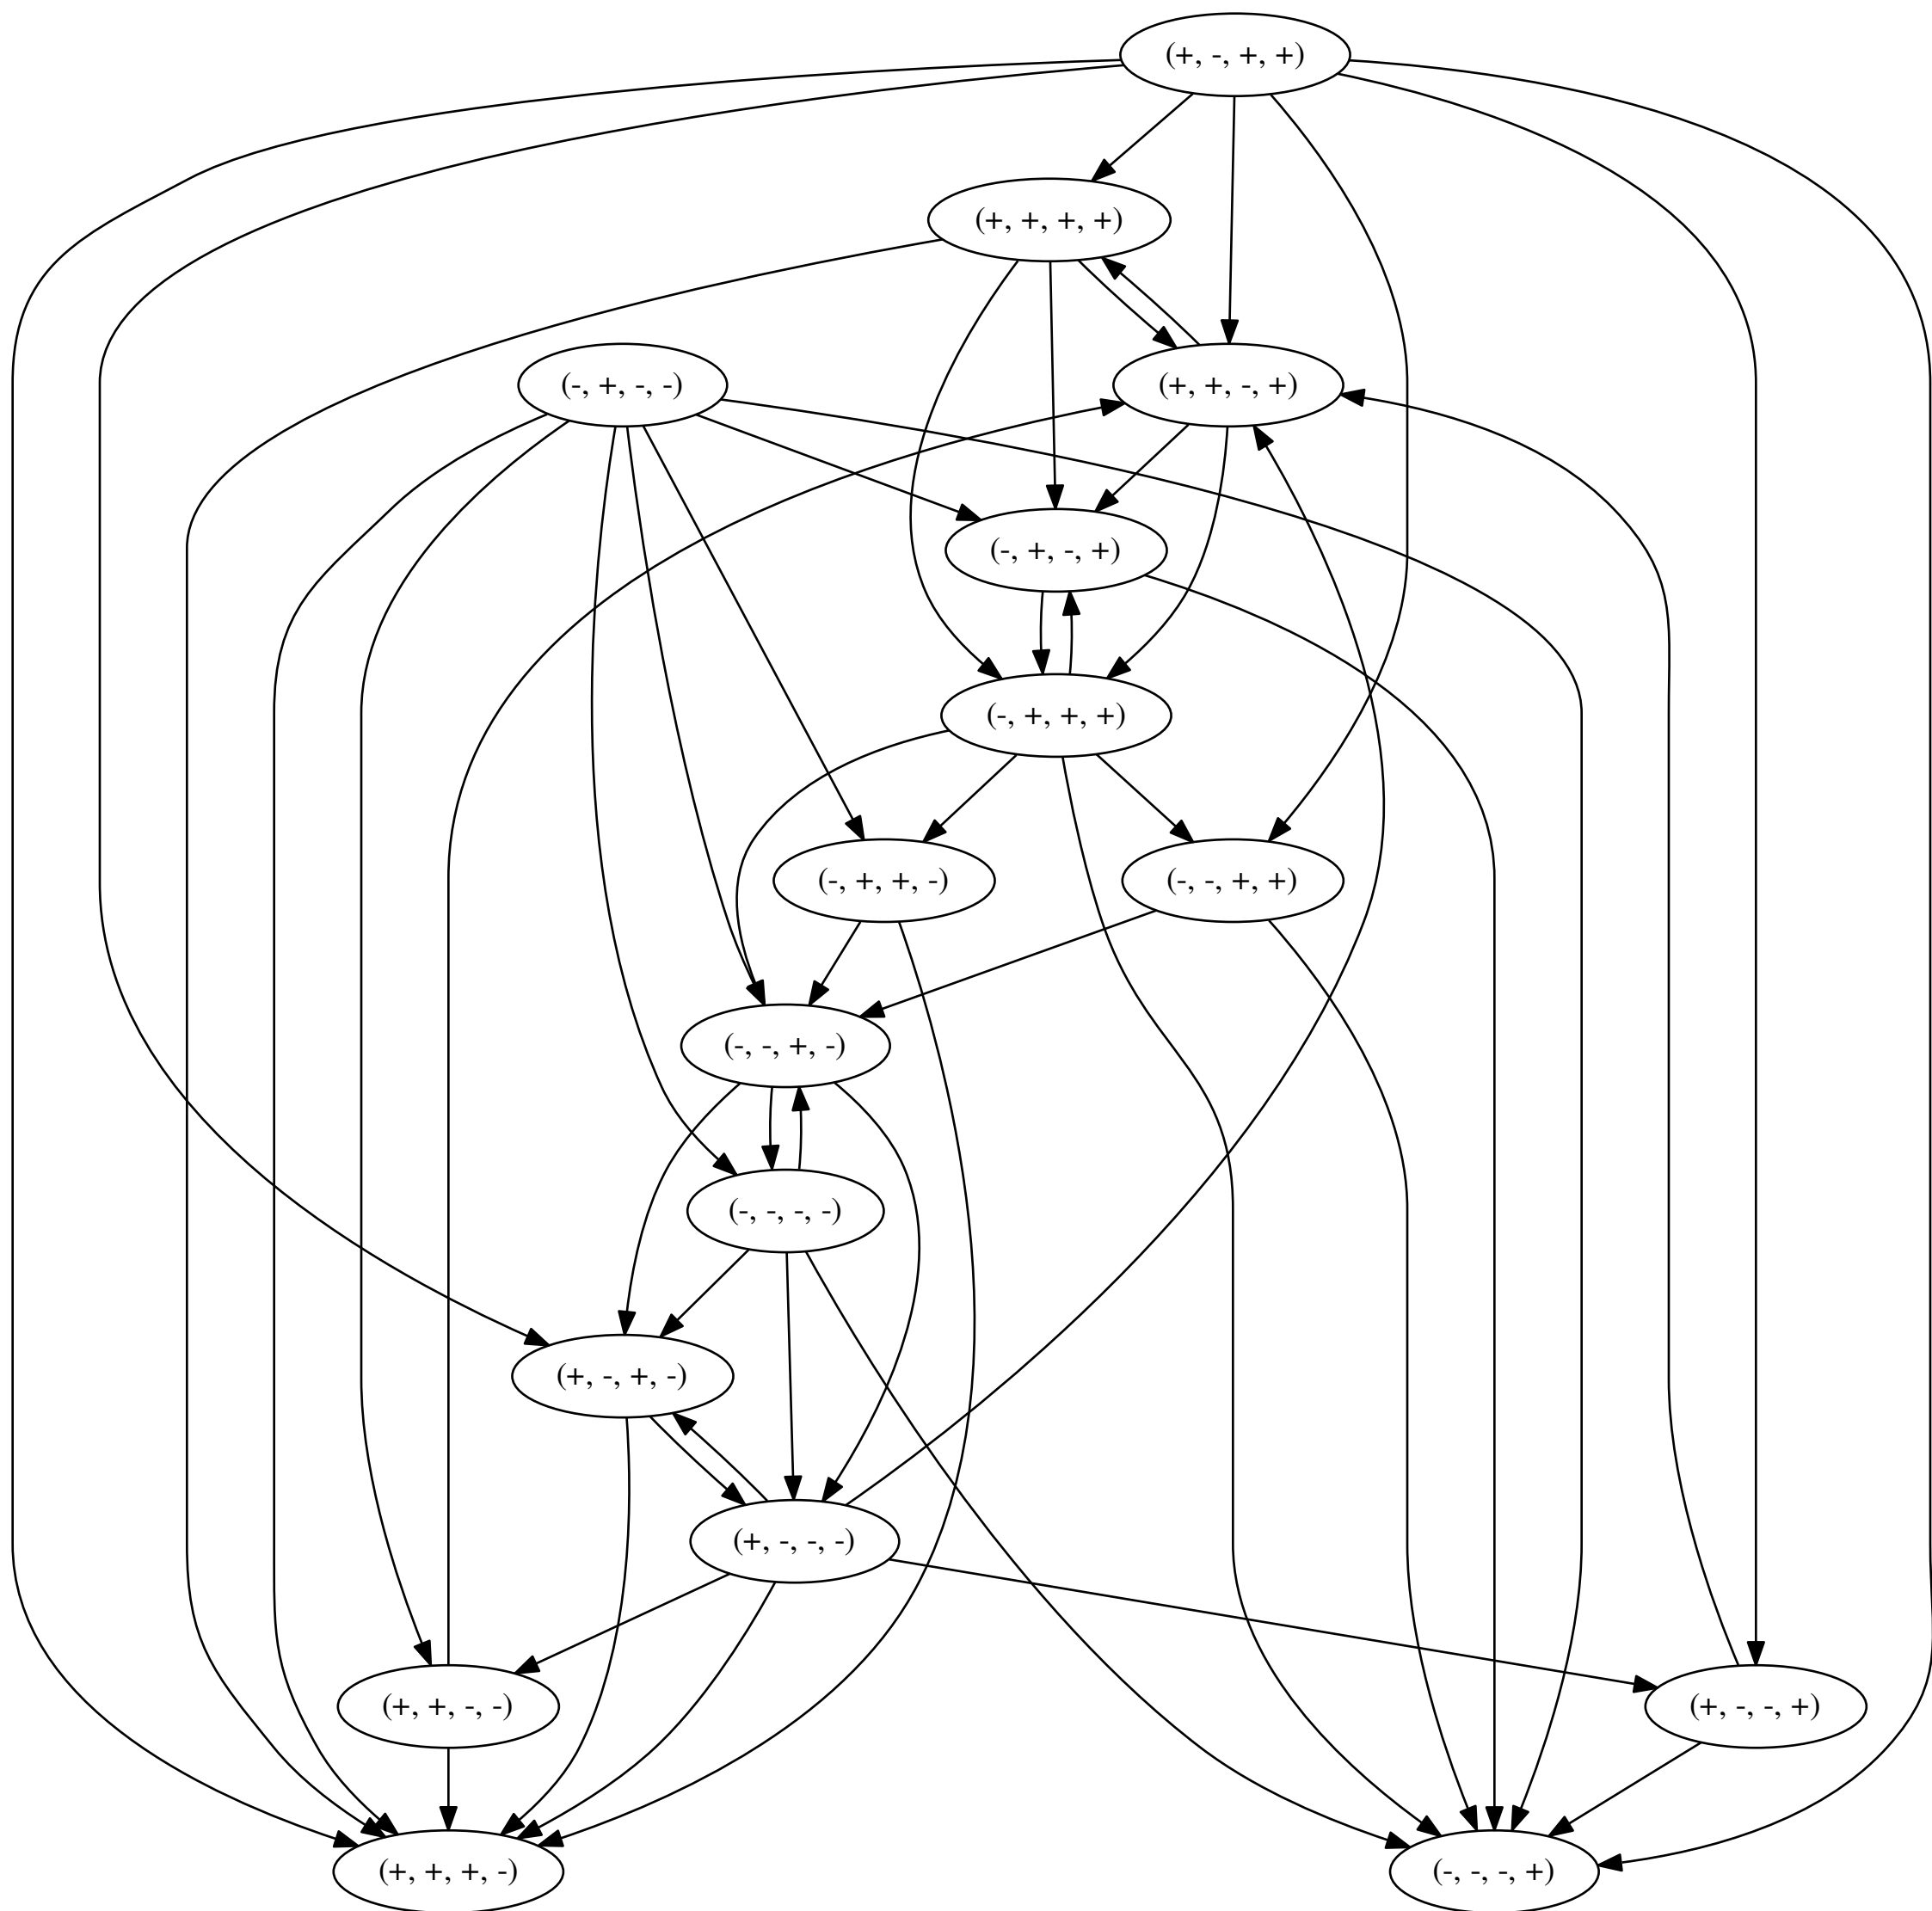 (+, -, +, +)
(+, +, +, +)
(-, +, -, -)
(+, +, -, +)
(-, +, -, +)
(-, +, +, +)
(-, +, +, -)
(-, -, +, +)
(-, -, +, -)
(-, -, -, -)
(+, -, +, -)
(+, -, -, -)
(+, +, -, -)
(+, -, -, +)
(+, +, +, -)
(-, -, -, +)